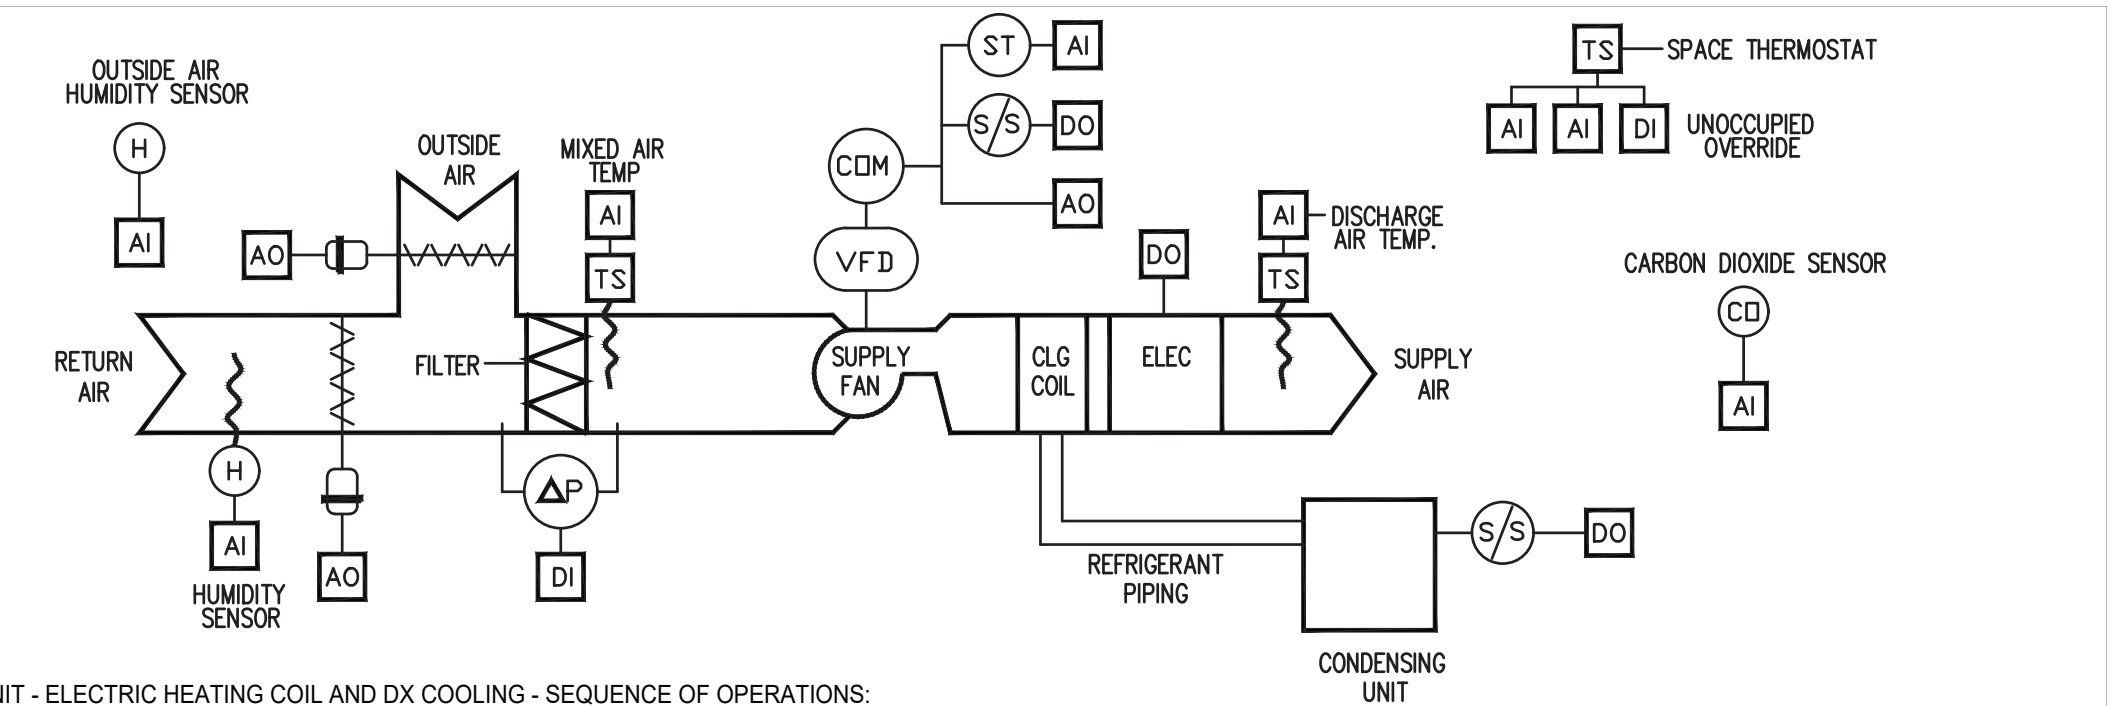 OUTSIDE AIR
HUMIDITY SENSOR
H
AI
OUTSIDE
AIR
AO
MIXED AIR
TEMP
AI
TS
COM
VFD
ST
AI
S/S
DO
AO
TS
SPACE THERMOSTAT
AI
AI
DI
UNOCCUPIED
OVERRIDE
DO
AI
DISCHARGE
AIR TEMP.
TS
CARBON DIOXIDE SENSOR
CO
AI
RETURN
AIR
FILTER
SUPPLY
FAN
CLG
COIL
ELEC
SUPPLY
AIR
H
AI
HUMIDITY
SENSOR
AO
ΔP
DI
REFRIGERANT
PIPING
S/S
DO
CONDENSING
UNIT
NIT - ELECTRIC HEATING COIL AND DX COOLING - SEQUENCE OF OPERATIONS: